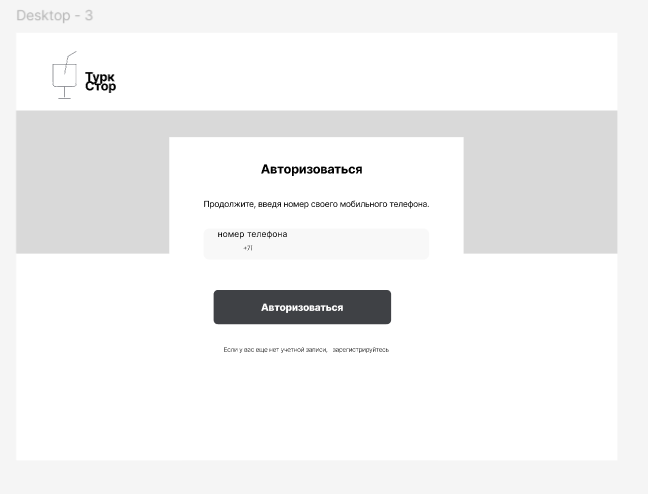 Desktop - 3
Турк
Стор
Авторизоваться
Продолжите, введя номер своего мобильного телефона.
номер телефона
+7|
Авторизоваться
Если у вас еще нет учетной записи, зарегистрируйтесь